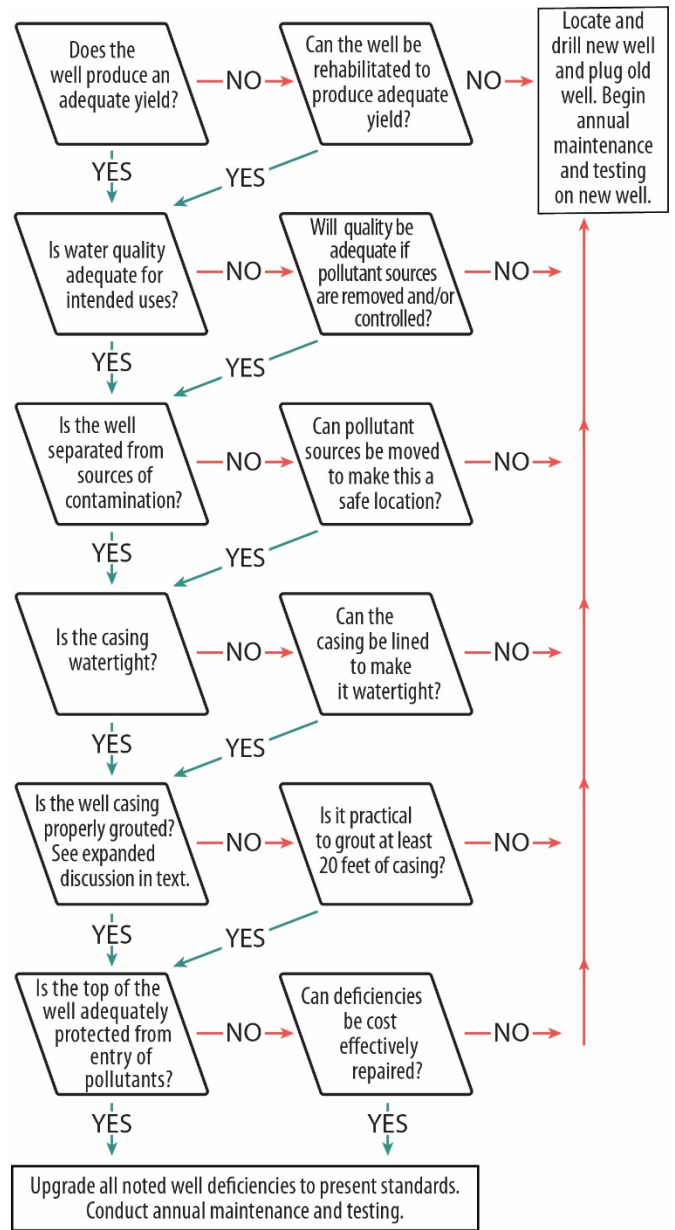 Does the
well produce an
adequate yield?
NO
Can the well be
rehabilitated to
produce adequate
yield?
NO
Locate and
drill new well
and plug old
well. Begin
annual
maintenance
and testing
on new well.
YES
YES
Is water quality
adequate for
intended uses?
NO
Will quality be
adequate if
pollutant sources
are removed and/or
controlled?
NO
YES
YES
Is the well
separated from
sources of
contamination?
NO
Can pollutant
sources be moved
to make this a
safe location?
NO
YES
YES
Is the casing
watertight?
NO
Can the
casing be lined
to make
it watertight?
NO
YES
YES
Is the well casing
properly grouted?
See expanded
discussion in text.
NO
Is it practical
to grout at least
20 feet of casing?
NO
YES
YES
Is the top of the
well adequately
protected from
entry of
pollutants?
NO
Can deficiencies
be cost
effectively
repaired?
NO
YES
YES
Upgrade all noted well deficiencies to present standards.
Conduct annual maintenance and testing.